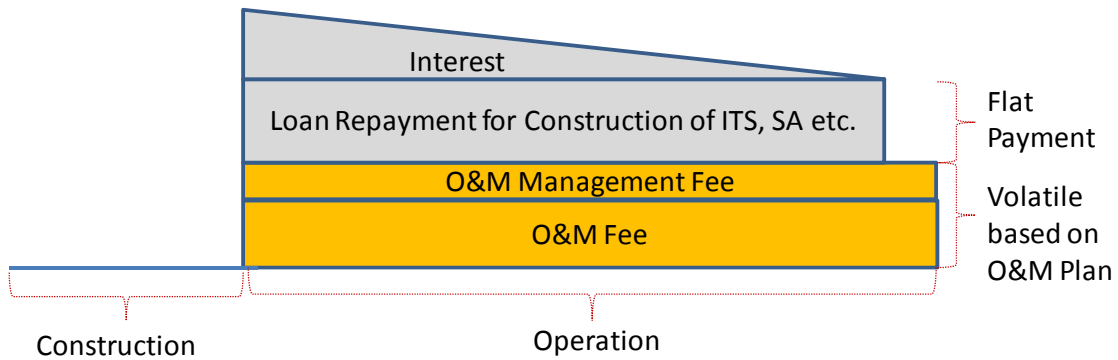 Interest
Loan Repayment for Construction of ITS, SA etc.
Flat
Payment
O&M Management Fee
O&M Fee
Volatile
based on
O&M Plan
Construction
Operation